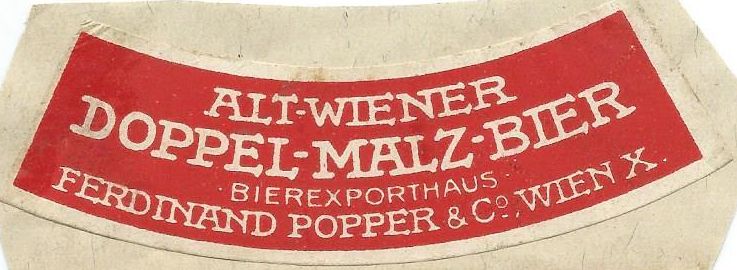 ALT-WIENER
DOPPEL-MALZ-BIER
·BIEREXPORTHAUS
FERDINAND POPPER & Cº, WIEN X.